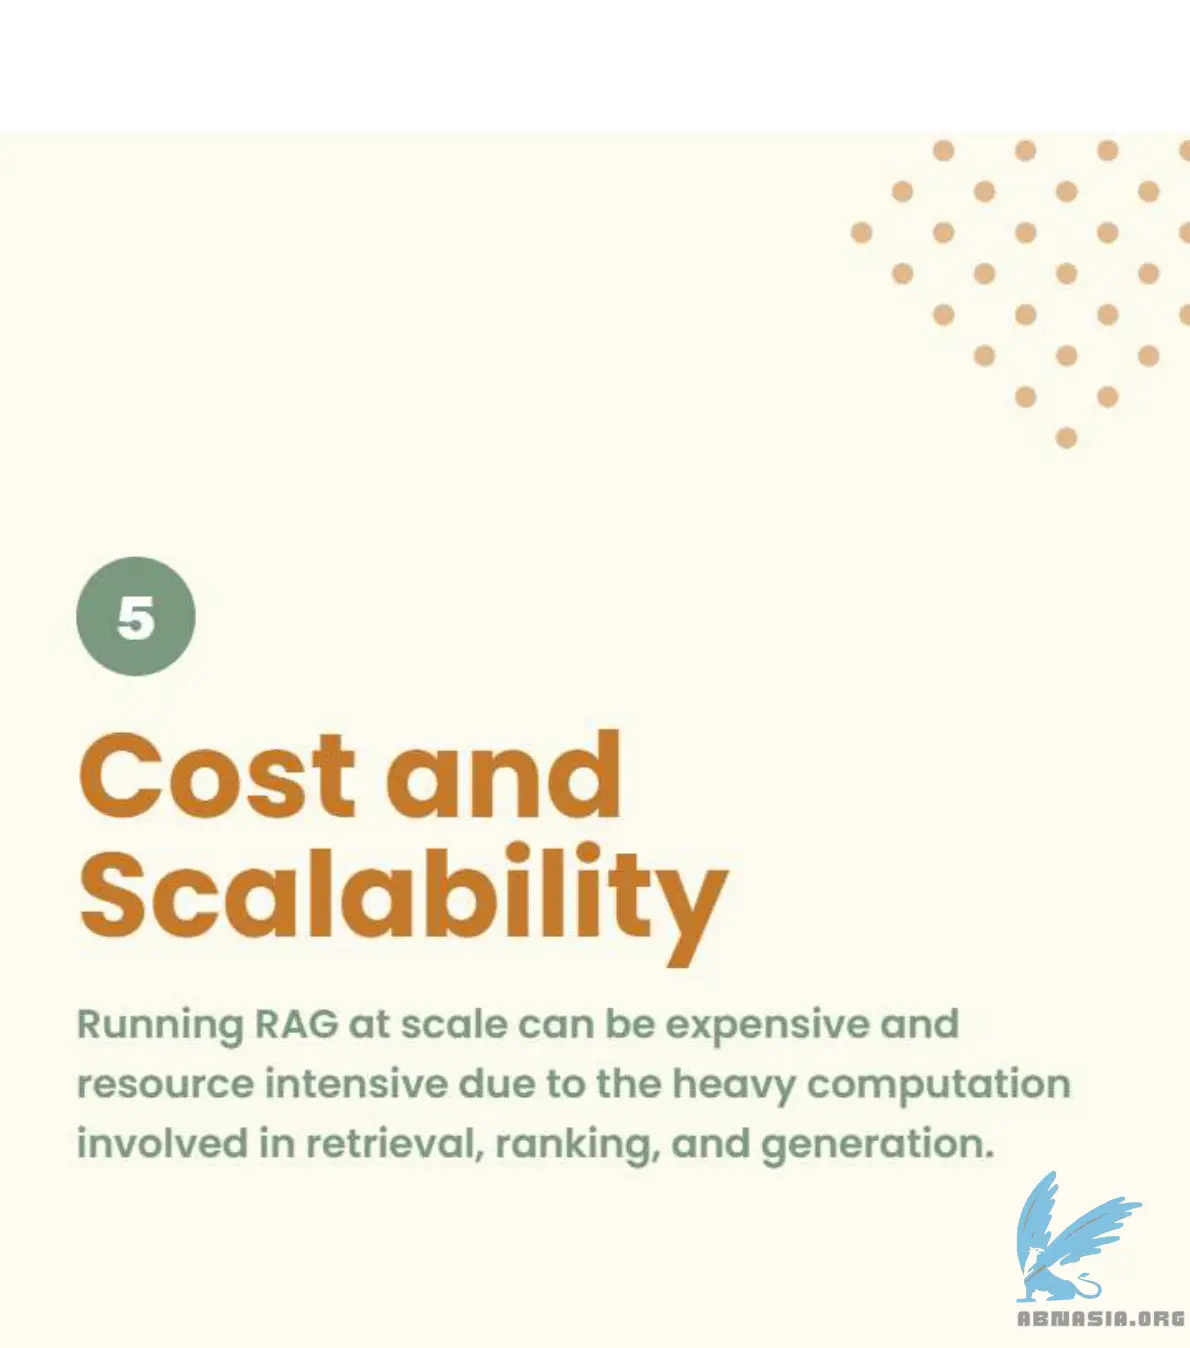 5
Cost and
Scalability
Running RAG at scale can be expensive and
resource intensive due to the heavy computation
involved in retrieval, ranking, and generation.
ABNASIA.ORG